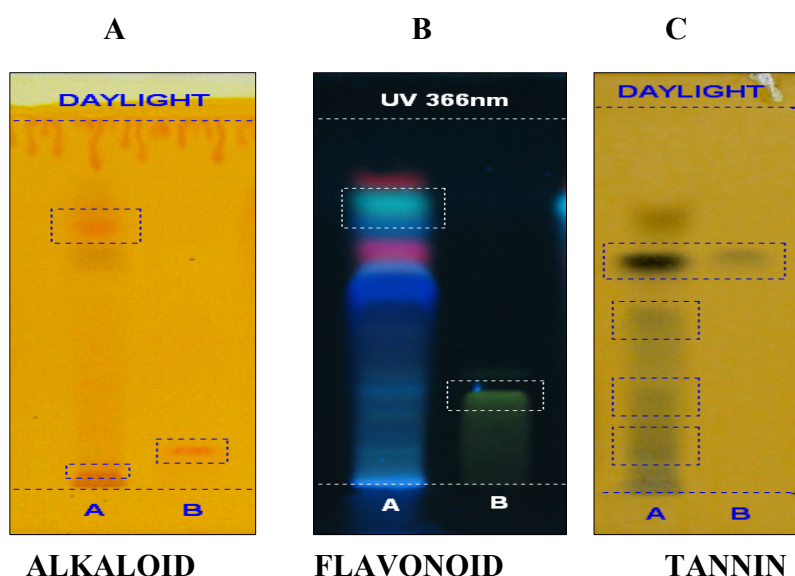 A B C
DAYLIGHT UV 366nm DAYLIGHT
A B A B A B
ALKALOID FLAVONOID TANNIN